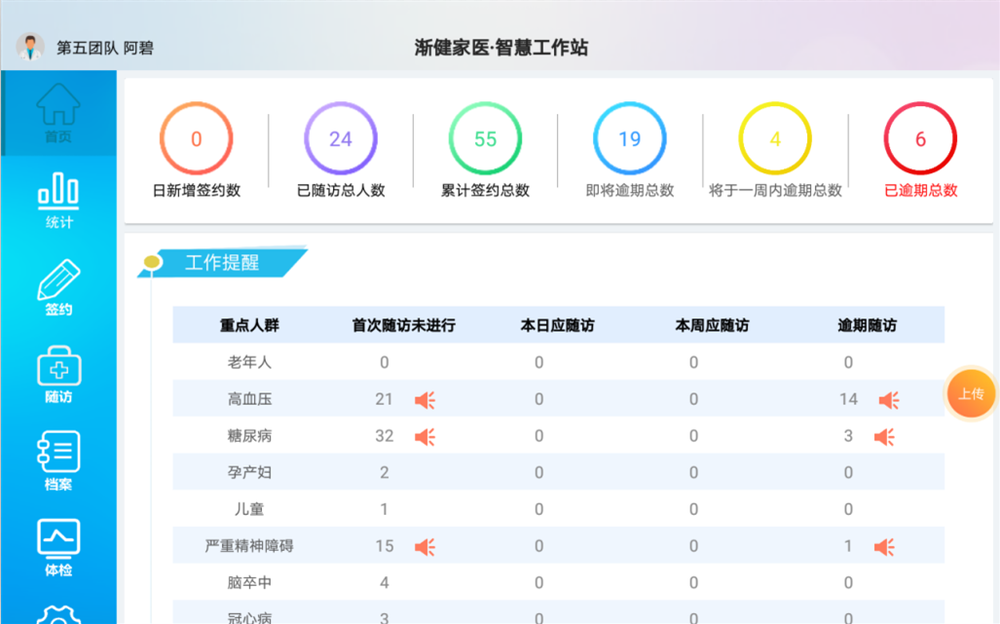 第五团队 阿碧
渐健家医·智慧工作站
首页
统计
签约
随访
档案
体检
0 24 55 19 4 6
日新增签约数 已随访总人数 累计签约总数 即将逾期总数 将于一周内逾期总数 已逾期总数
工作提醒
重点人群 首次随访未进行 本日应随访 本周应随访 逾期随访
老年人 0 0 0 0
高血压 21 0 0 14
糖尿病 32 0 0 3
孕产妇 2 0 0 0
儿童 1 0 0 0
严重精神障碍 15 0 0 1
脑卒中 4 0 0 0
冠心病 3 0 0 0
上传